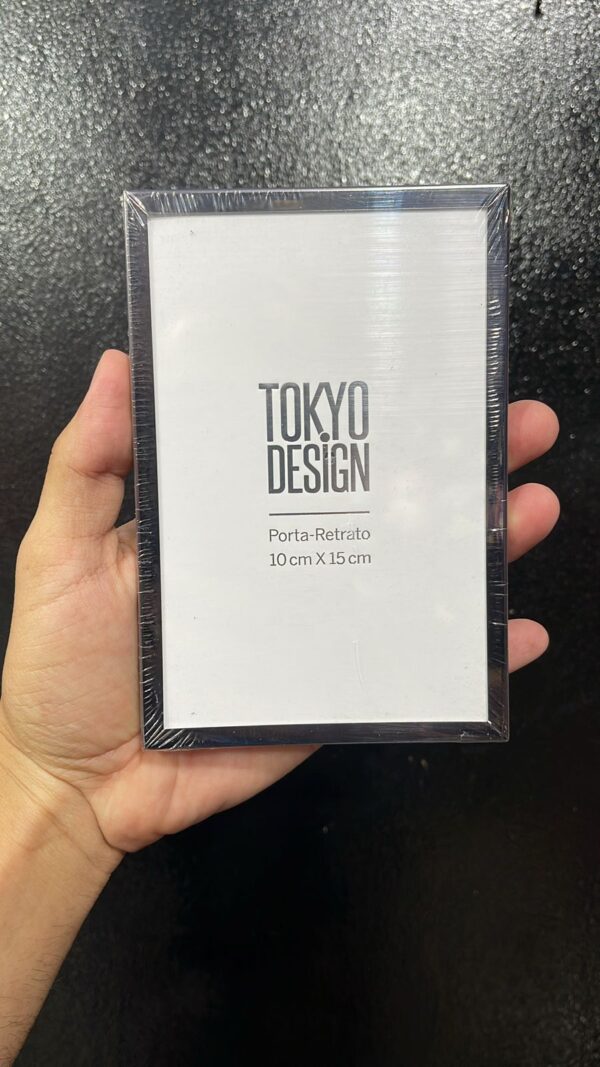 TOKYO
DESIGN
Porta-Retrato
10 cm X 15 cm